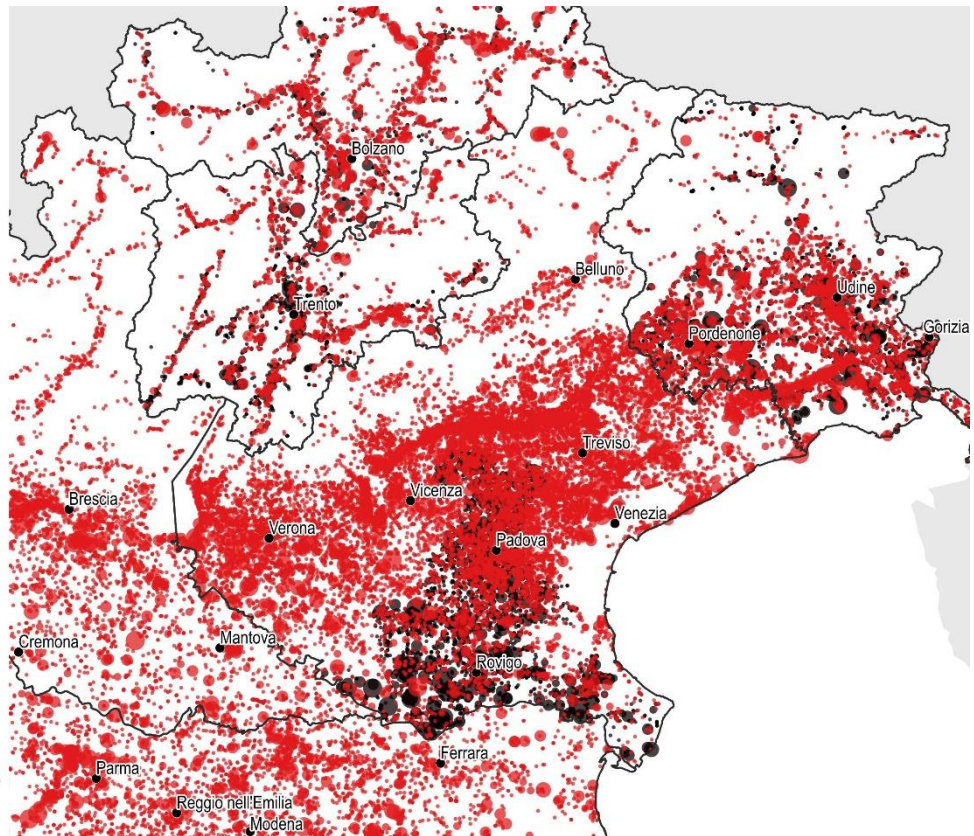 Bolzano
Belluno
Udine
Trento
Pordenone
Gorizia
Treviso
Brescia
Vicenza
Venezia
Verona
Padova
Cremona
Mantova
Rovigo
Ferrara
Parma
Reggio nell'Emilia
Modena